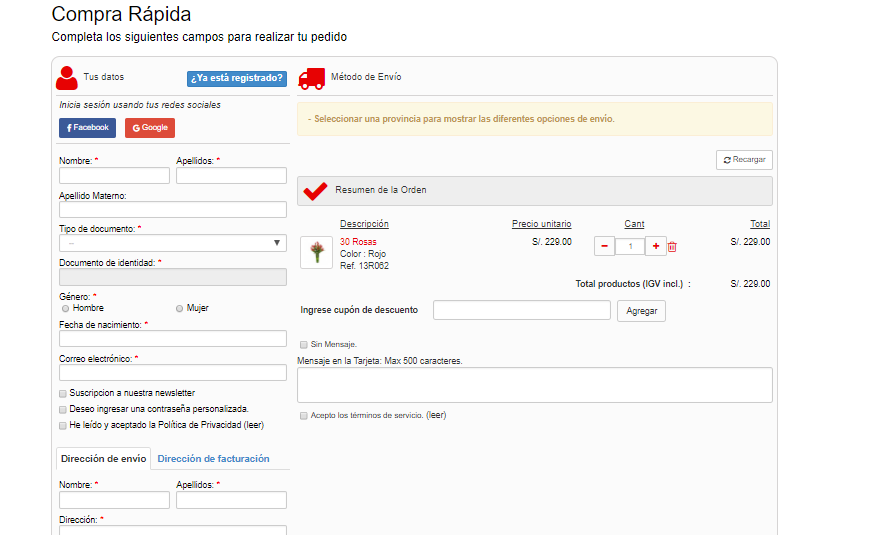 Compra Rápida
Completa los siguientes campos para realizar tu pedido
Tus datos
¿Ya está registrado?
Inicia sesión usando tus redes sociales
Facebook
Google
Nombre: * Apellidos: *
Apellido Materno:
Tipo de documento: *
--
Documento de identidad: *
Género: *
Hombre Mujer
Fecha de nacimiento: *
Correo electrónico: *
Suscripcion a nuestra newsletter
Deseo ingresar una contraseña personalizada.
He leído y aceptado la Política de Privacidad (leer)
Dirección de envío Dirección de facturación
Nombre: * Apellidos: *
Dirección: *
Método de Envío
- Seleccionar una provincia para mostrar las diferentes opciones de envío.
Recargar
Resumen de la Orden
Descripción Precio unitario Cant Total
30 Rosas S/. 229.00 1 S/. 229.00
Color : Rojo
Ref. 13R062
Total productos (IGV incl.) : S/. 229.00
Ingrese cupón de descuento Agregar
Sin Mensaje.
Mensaje en la Tarjeta: Max 500 caracteres.
Acepto los términos de servicio. (leer)